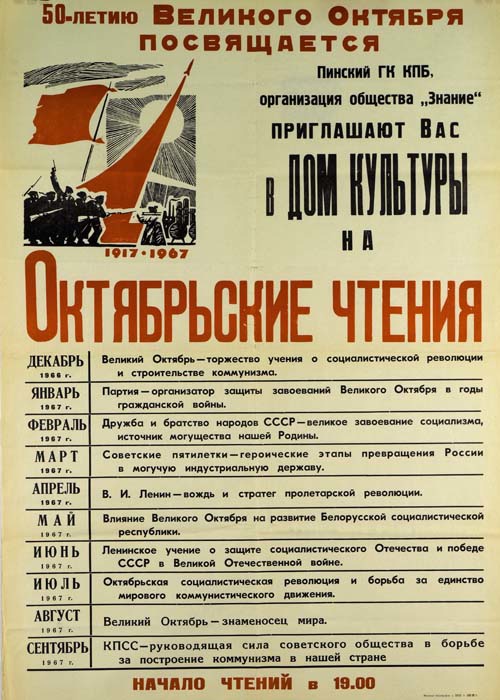 50-летию Великого Октября
посвящается
Пинский ГК КПБ,
организация общества „Знание“
приглашают Вас
в Дом культуры
на
1917·1967
Октябрьские чтения
ДЕКАБРЬ
1966 г.
Великий Октябрь—торжество учения о социалистической революции
и строительстве коммунизма.
ЯНВАРЬ
1967 г.
Партия—организатор защиты завоеваний Великого Октября в годы
гражданской войны.
ФЕВРАЛЬ
1967 г.
Дружба и братство народов СССР—великое завоевание социализма,
источник могущества нашей Родины.
МАРТ
1967 г.
Советские пятилетки—героические этапы превращения России
в могучую индустриальную державу.
АПРЕЛЬ
1967 г.
В. И. Ленин—вождь и стратег пролетарской революции.
МАЙ
1967 г.
Влияние Великого Октября на развитие Белорусской социалистической
республики.
ИЮНЬ
1967 г.
Ленинское учение о защите социалистического Отечества и победе
СССР в Великой Отечественной войне.
ИЮЛЬ
1967 г.
Октябрьская социалистическая революция и борьба за единство
мирового коммунистического движения.
АВГУСТ
1967 г.
Великий Октябрь—знаменосец мира.
СЕНТЯБРЬ
1967 г.
КПСС—руководящая сила советского общества в борьбе
за построение коммунизма в нашей стране
Начало чтений в 19.00